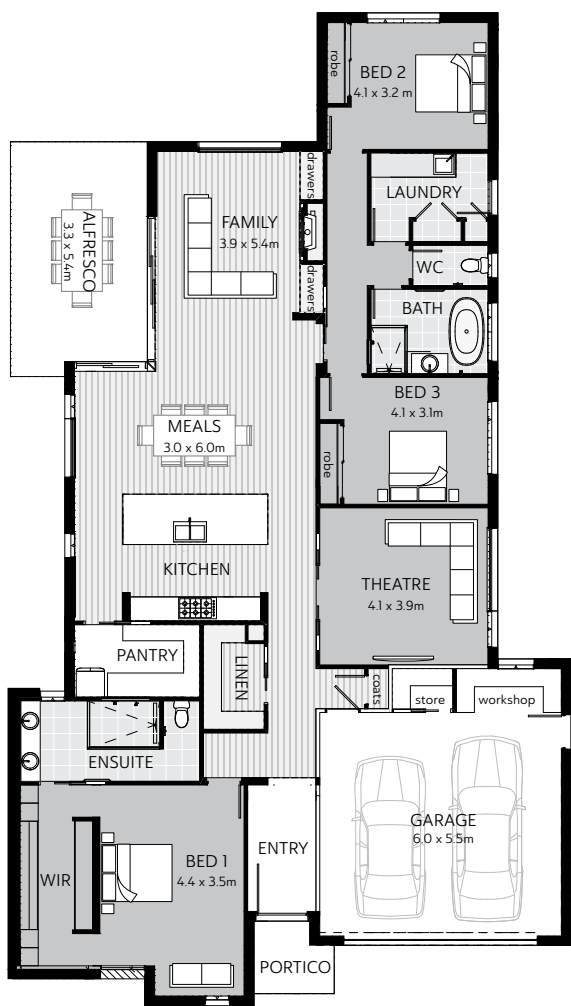 robe
BED 2
4.1 x 3.2 m
drawers
LAUNDRY
FAMILY
3.9 x 5.4m
ALFRESCO
3.3 x 5.4m
WC
drawers
BATH
BED 3
4.1 x 3.1m
MEALS
3.0 x 6.0m
robe
KITCHEN
THEATRE
4.1 x 3.9m
PANTRY
LINEN
coats
store
workshop
ENSUITE
GARAGE
6.0 x 5.5m
ENTRY
BED 1
4.4 x 3.5m
WIR
PORTICO